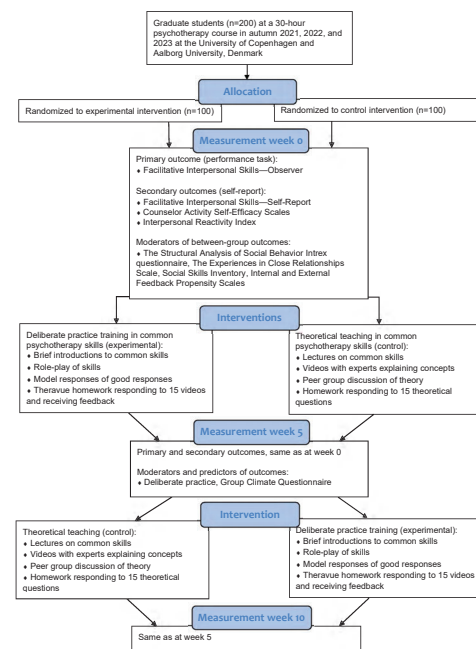 Graduate students (n=200) at a 30-hour
psychotherapy course in autumn 2021, 2022, and
2023 at the University of Copenhagen and
Aalborg University, Denmark
Allocation
Randomized to experimental intervention (n=100)
Randomized to control intervention (n=100)
Measurement week 0
Primary outcome (performance task):
♦ Facilitative Interpersonal Skills—Observer
Secondary outcomes (self-report):
♦ Facilitative Interpersonal Skills—Self-Report
♦ Counselor Activity Self-Efficacy Scales
♦ Interpersonal Reactivity Index
Moderators of between-group outcomes:
♦ The Structural Analysis of Social Behavior Intrex
questionnaire, The Experiences in Close Relationships
Scale, Social Skills Inventory, Internal and External
Feedback Propensity Scales
Interventions
Deliberate practice training in common
psychotherapy skills (experimental):
♦ Brief introductions to common skills
♦ Role-play of skills
♦ Model responses of good responses
♦ Theravue homework responding to 15 videos
and receiving feedback
Theoretical teaching in common
psychotherapy skills (control):
♦ Lectures on common skills
♦ Videos with experts explaining concepts
♦ Peer group discussion of theory
♦ Homework responding to 15 theoretical
questions
Measurement week 5
Primary and secondary outcomes, same as at week 0
Moderators and predictors of outcomes:
♦ Deliberate practice, Group Climate Questionnaire
Intervention
Theoretical teaching (control):
♦ Lectures on common skills
♦ Videos with experts explaining concepts
♦ Peer group discussion of theory
♦ Homework responding to 15 theoretical
questions
Deliberate practice training (experimental):
♦ Brief introductions to common skills
♦ Role-play of skills
♦ Model responses of good responses
♦ Theravue homework responding to 15 videos
and receiving feedback
Measurement week 10
Same as at week 5